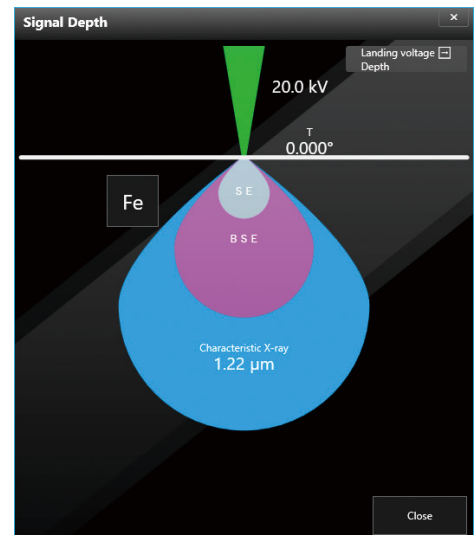 Signal Depth
×
Landing voltage →
Depth
20.0 kV
T
0.000°
Fe
S E
B S E
Characteristic X-ray
1.22 μm
Close